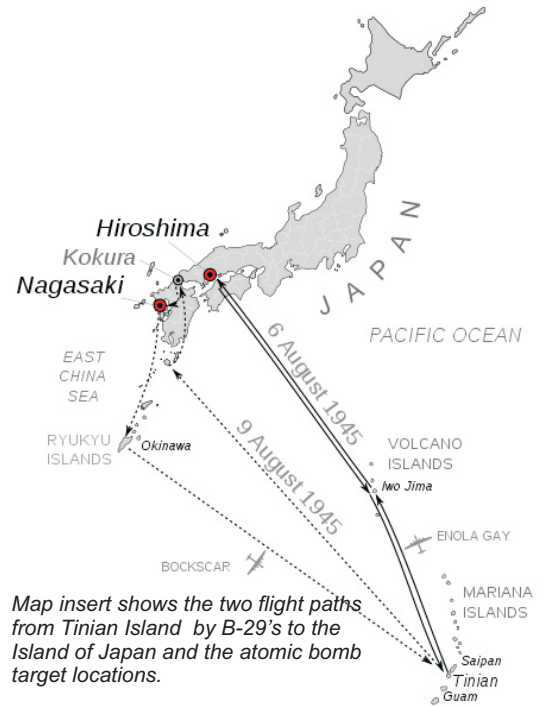 Hiroshima
Kokura
Nagasaki
JAPAN
PACIFIC OCEAN
6 August 1945
EAST
CHINA
SEA
9 August 1945
RYUKYU
ISLANDS
Okinawa
VOLCANO
ISLANDS
Iwo Jima
ENOLA GAY
BOCKSCAR
MARIANA
ISLANDS
Map insert shows the two flight paths
from Tinian Island by B-29's to the
Island of Japan and the atomic bomb
target locations.
Saipan
Tinian
Guam